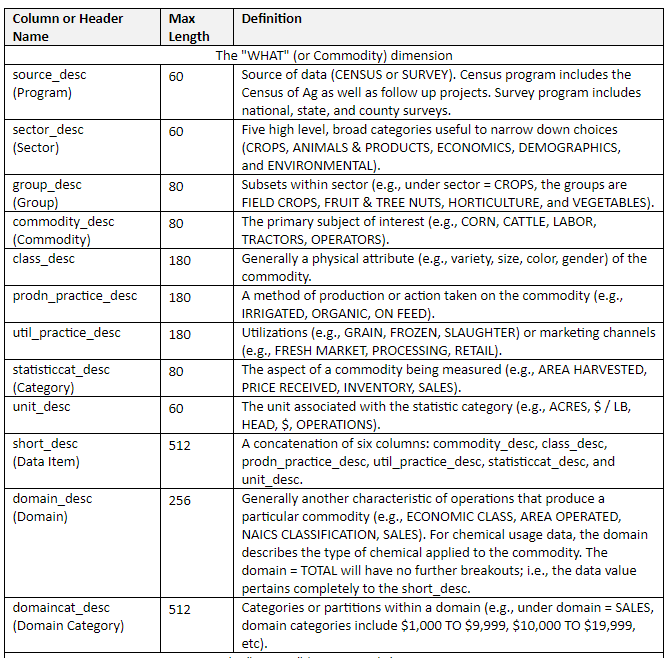 Column or Header Name Max Length Definition
The "WHAT" (or Commodity) dimension
source_desc (Program) 60 Source of data (CENSUS or SURVEY). Census program includes the
Census of Ag as well as follow up projects. Survey program includes
national, state, and county surveys.
sector_desc (Sector) 60 Five high level, broad categories useful to narrow down choices
(CROPS, ANIMALS & PRODUCTS, ECONOMICS, DEMOGRAPHICS,
and ENVIRONMENTAL).
group_desc (Group) 80 Subsets within sector (e.g., under sector = CROPS, the groups are
FIELD CROPS, FRUIT & TREE NUTS, HORTICULTURE, and VEGETABLES).
commodity_desc (Commodity) 80 The primary subject of interest (e.g., CORN, CATTLE, LABOR,
TRACTORS, OPERATORS).
class_desc 180 Generally a physical attribute (e.g., variety, size, color, gender) of the
commodity.
prodn_practice_desc 180 A method of production or action taken on the commodity (e.g.,
IRRIGATED, ORGANIC, ON FEED).
util_practice_desc 180 Utilizations (e.g., GRAIN, FROZEN, SLAUGHTER) or marketing channels
(e.g., FRESH MARKET, PROCESSING, RETAIL).
statisticcat_desc (Category) 80 The aspect of a commodity being measured (e.g., AREA HARVESTED,
PRICE RECEIVED, INVENTORY, SALES).
unit_desc 60 The unit associated with the statistic category (e.g., ACRES, $ / LB,
HEAD, $, OPERATIONS).
short_desc (Data Item) 512 A concatenation of six columns: commodity_desc, class_desc,
prodn_practice_desc, util_practice_desc, statisticcat_desc, and
unit_desc.
domain_desc (Domain) 256 Generally another characteristic of operations that produce a
particular commodity (e.g., ECONOMIC CLASS, AREA OPERATED,
NAICS CLASSIFICATION, SALES). For chemical usage data, the domain
describes the type of chemical applied to the commodity. The
domain = TOTAL will have no further breakouts; i.e., the data value
pertains completely to the short_desc.
domaincat_desc (Domain Category) 512 Categories or partitions within a domain (e.g., under domain = SALES,
domain categories include $1,000 TO $9,999, $10,000 TO $19,999,
etc).